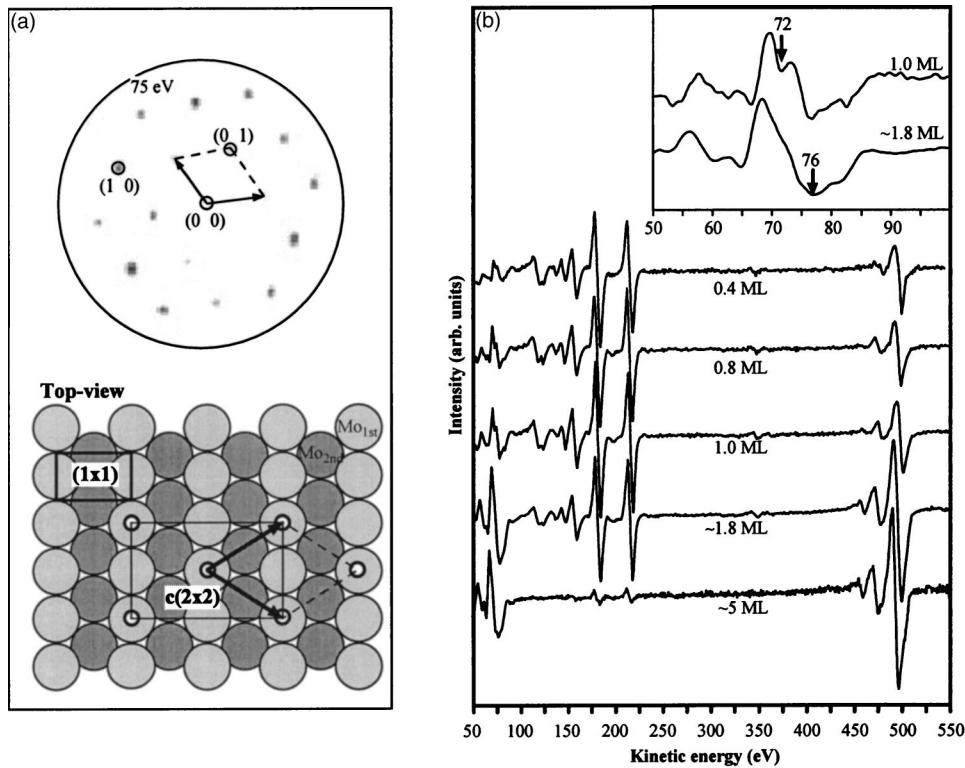 (a)
75 eV
(0 1)
(1 0)
(0 0)
Top-view
Mo1st
Mo2nd
(1x1)
c(2x2)
(b)
72
1.0 ML
~1.8 ML
76
50 60 70 80 90
0.4 ML
0.8 ML
1.0 ML
~1.8 ML
~5 ML
Intensity (arb. units)
50 100 150 200 250 300 350 400 450 500 550
Kinetic energy (eV)